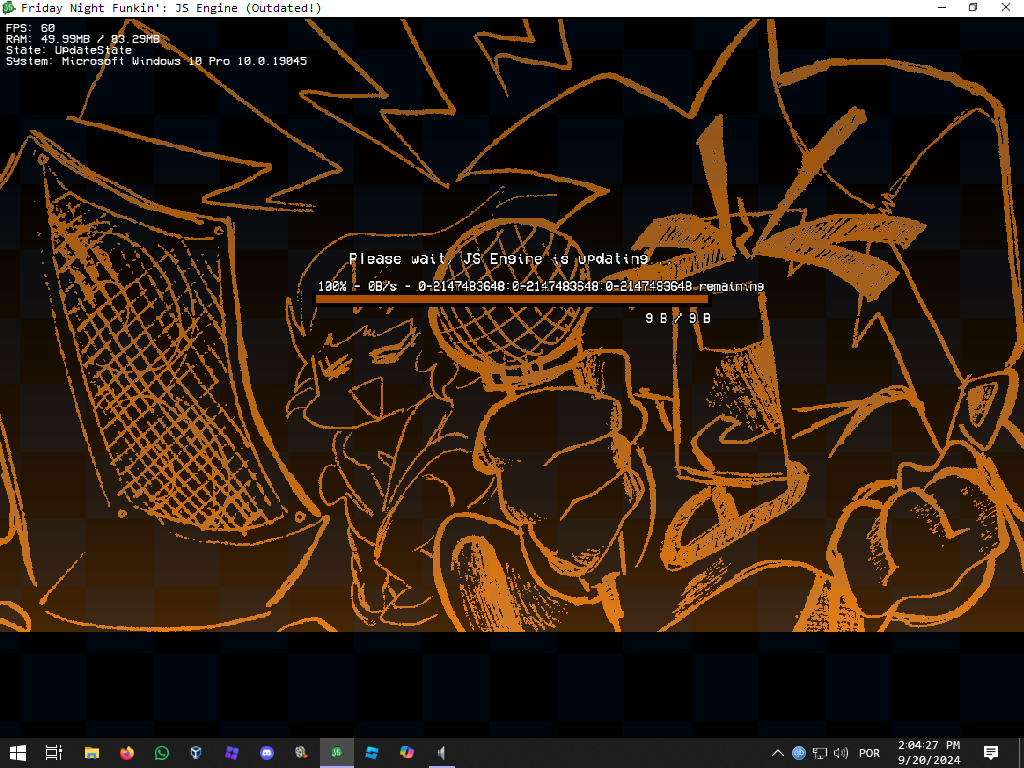 Friday Night Funkin': JS Engine (Outdated!)
FPS: 60
RAM: 49.99MB / 83.29MB
State: UpdateState
System: Microsoft Windows 10 Pro 10.0.19045
Please wait, JS Engine is updating...
100% - 0B/s - 0-2147483648:0-2147483648:0-2147483648 remaining
9 B / 9 B
POR
2:04:27 PM
9/20/2024